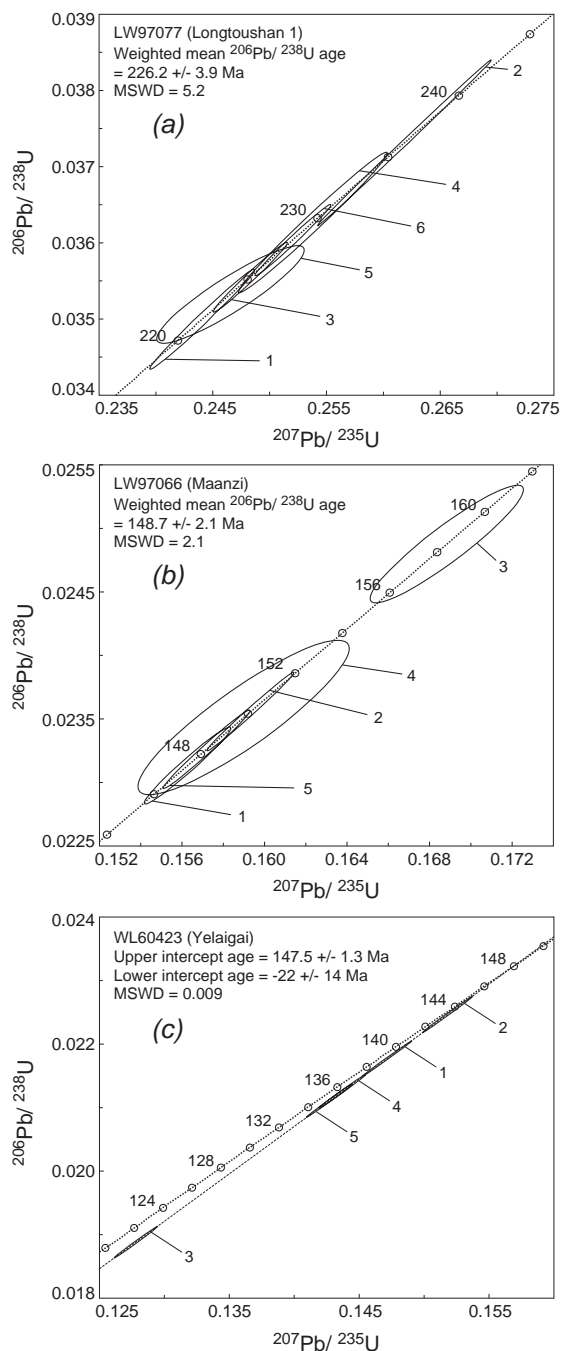 0.039
LW97077 (Longtoushan 1)
Weighted mean 206Pb/ 238U age
= 226.2 +/- 3.9 Ma
MSWD = 5.2
(a)
240
2
0.038
206Pb/ 238U
0.037
230
4
6
0.036
5
3
0.035
220
1
0.034
0.235
0.245
0.255
0.265
0.275
207Pb/ 235U
0.0255
LW97066 (Maanzi)
Weighted mean 206Pb/ 238U age
= 148.7 +/- 2.1 Ma
MSWD = 2.1
(b)
160
156
3
0.0245
206Pb/ 238U
152
4
2
0.0235
148
5
1
0.0225
0.152
0.156
0.160
0.164
0.168
0.172
207Pb/ 235U
0.024
WL60423 (Yelaigai)
Upper intercept age = 147.5 +/- 1.3 Ma
Lower intercept age = -22 +/- 14 Ma
MSWD = 0.009
(c)
148
144
2
0.022
206Pb/ 238U
140
1
136
4
5
132
128
0.020
124
3
0.018
0.125
0.135
0.145
0.155
207Pb/ 235U